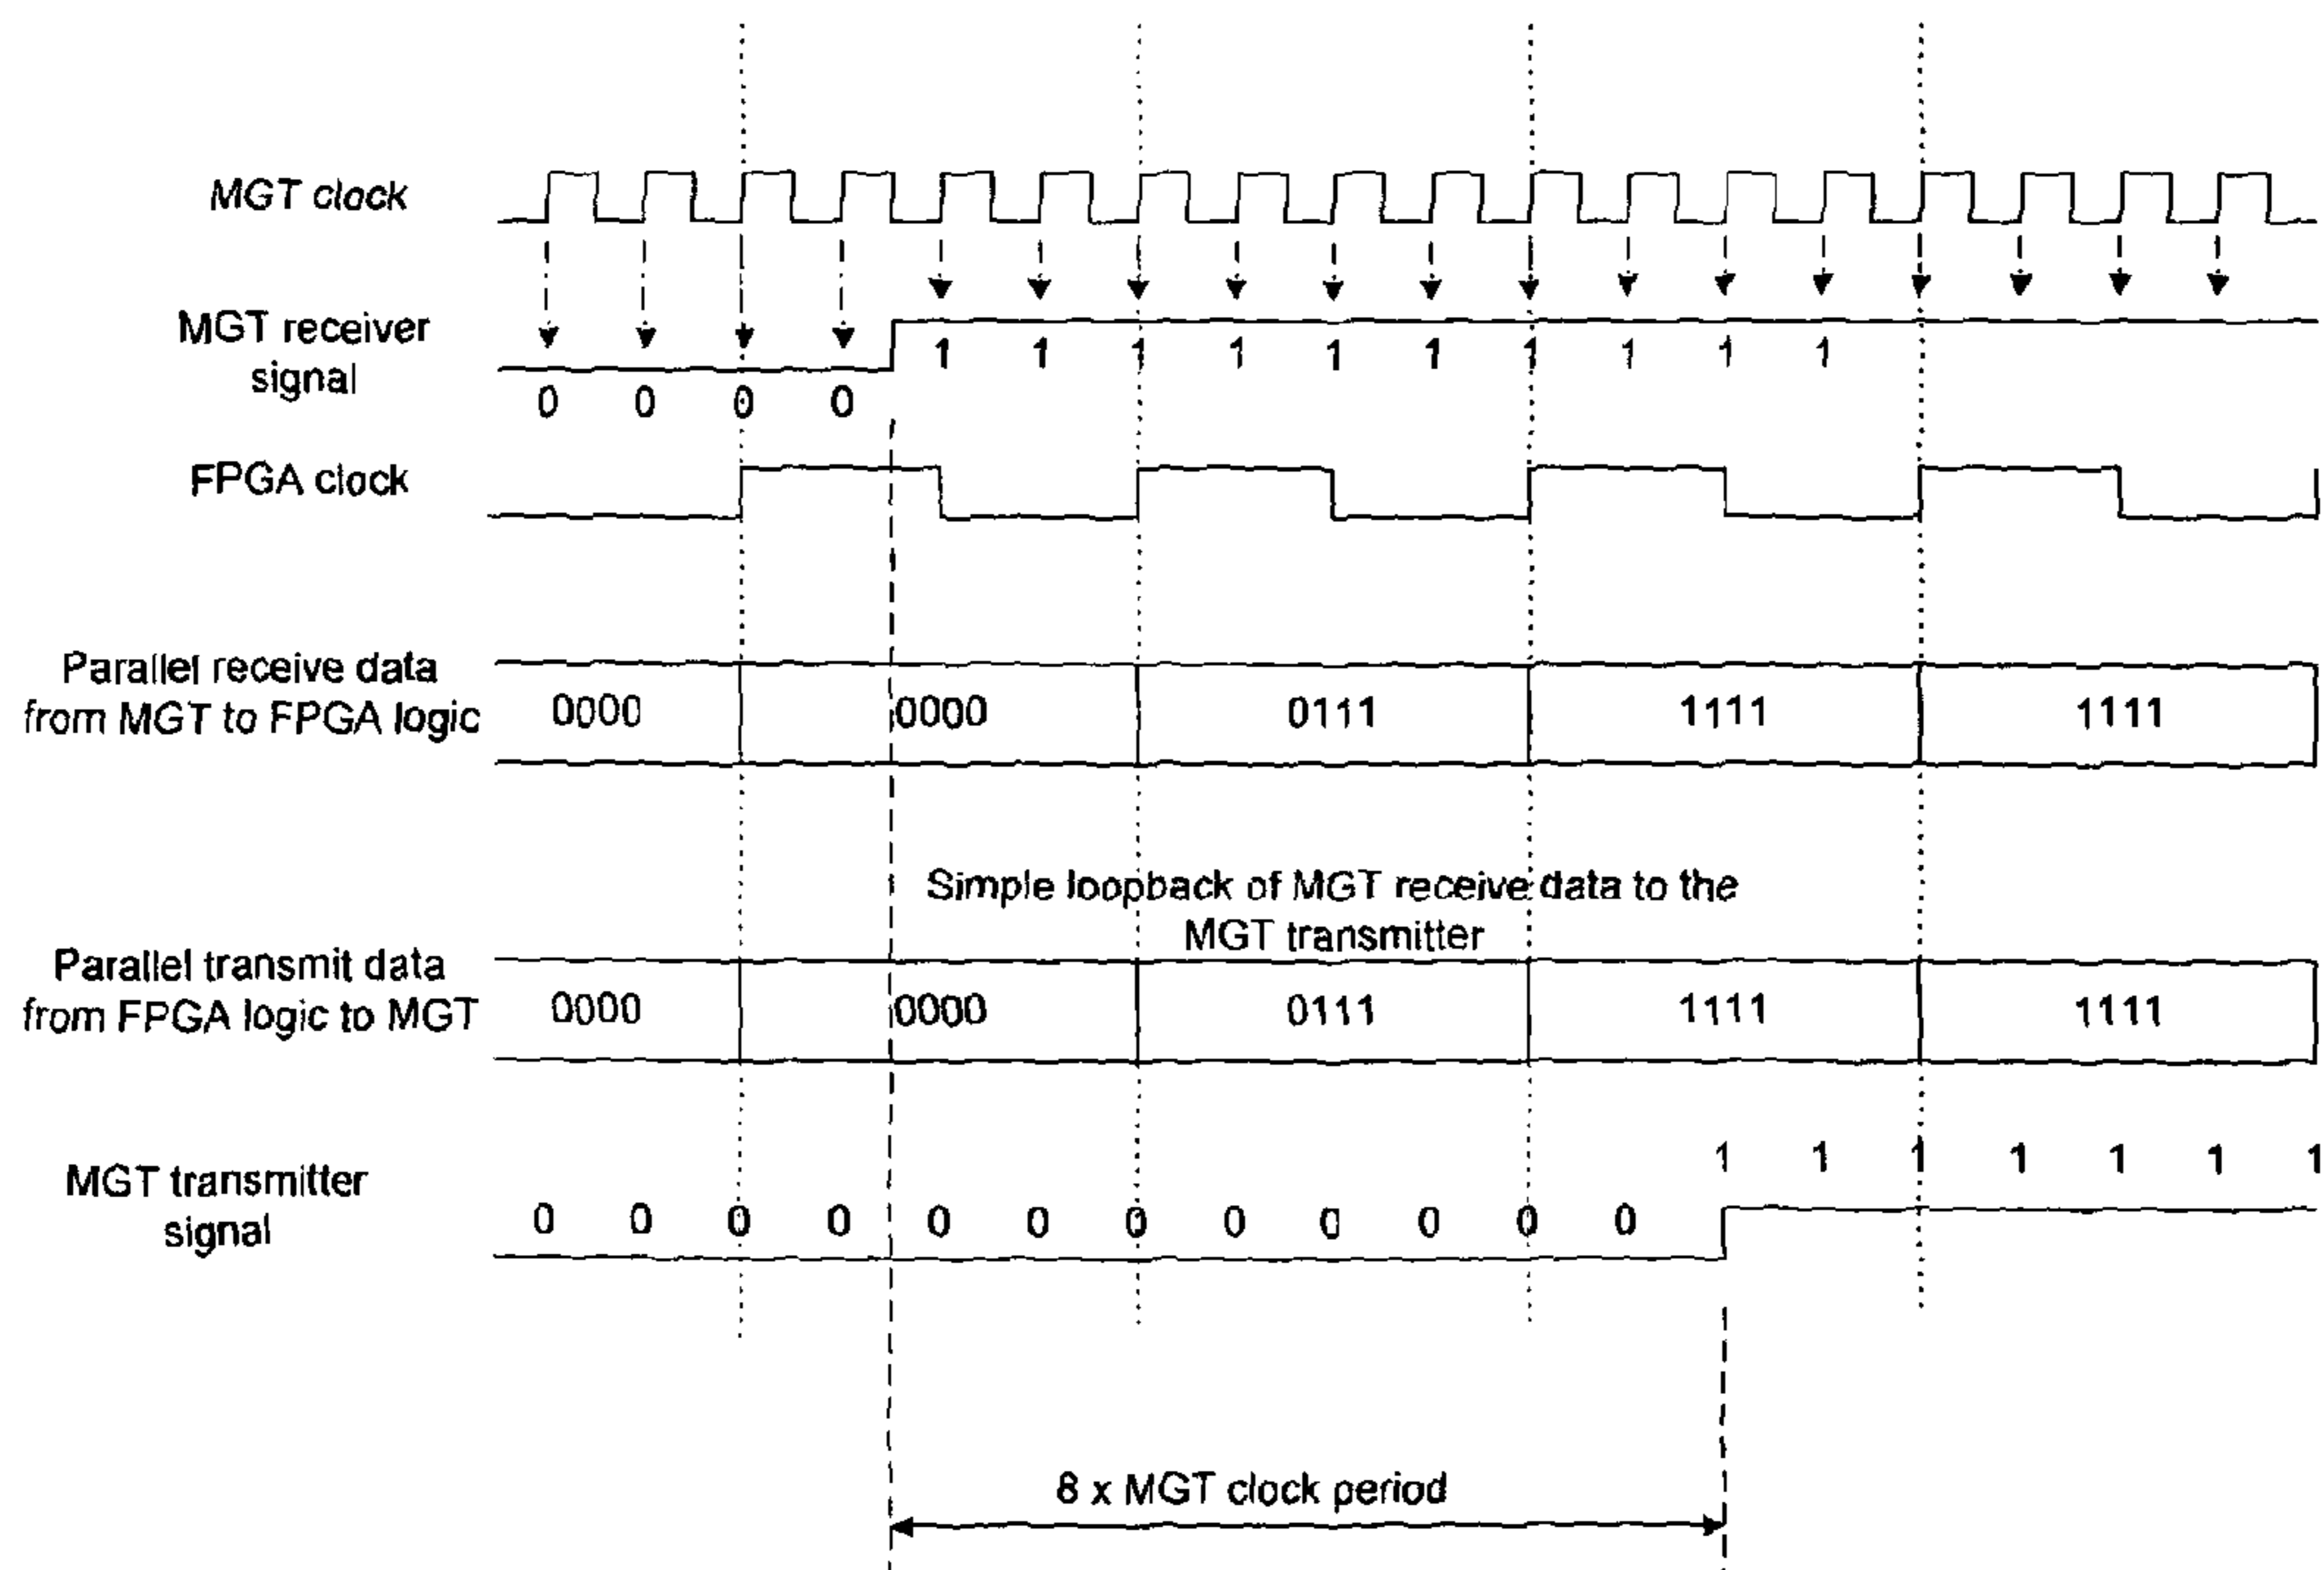 MGT clock
MGT receiver
signal
1 1 1 1 1 1 1 1 1 1
0 0 0 0
FPGA clock
Parallel receive data
from MGT to FPGA logic
0000 0000 0111 1111 1111
Simple loopback of MGT receive data to the
MGT transmitter
Parallel transmit data
from FPGA logic to MGT
0000 0000 0111 1111 1111
MGT transmitter
signal
1 1 1 1 1 1 1
0 0 0 0 0 0 0 0 0 0 0 0
8 x MGT clock period